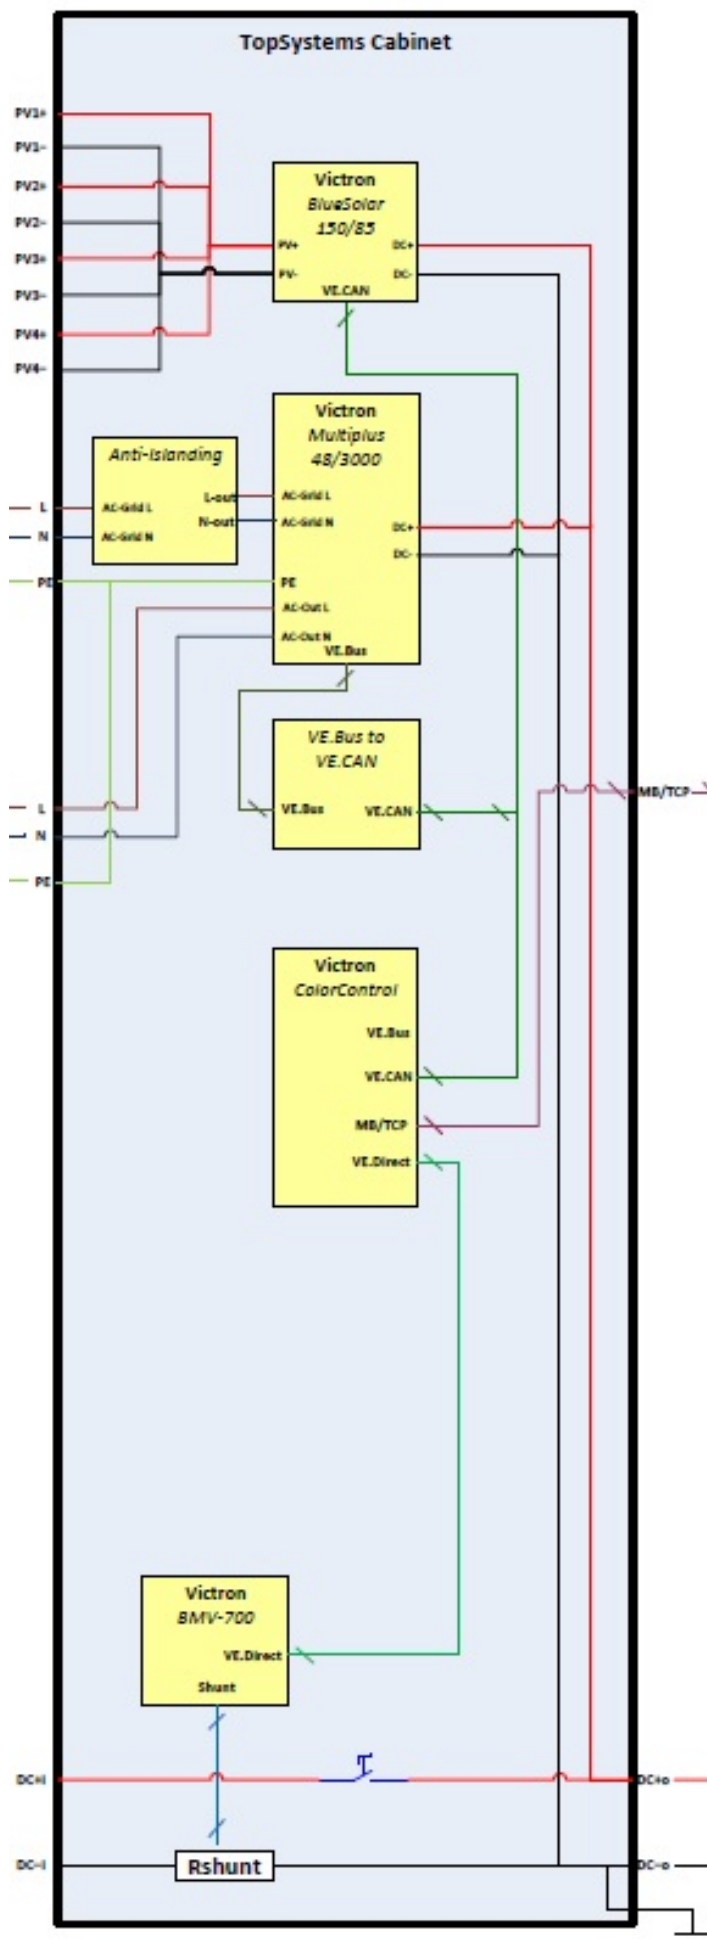 TopSystems Cabinet
PV1+
PV1-
PV2+
PV2-
PV3+
PV3-
PV4+
PV4-
Victron
BlueSolar
150/85
PV+
DC+
PV-
DC-
VE.CAN
Victron
Multiplus
48/3000
Anti-Islanding
L
AC-Grid L
L-out
AC-Grid L
N
AC-Grid N
N-out
AC-Grid N
DC+
DC-
PE
PE
AC-Out L
AC-Out N
VE.Bus
VE.Bus to
VE.CAN
VE.Bus
VE.CAN
MB/TCP
L
N
PE
Victron
ColorControl
VE.Bus
VE.CAN
MB/TCP
VE.Direct
Victron
BMV-700
VE.Direct
Shunt
DC+i
DC+o
DC-i
Rshunt
DC-o